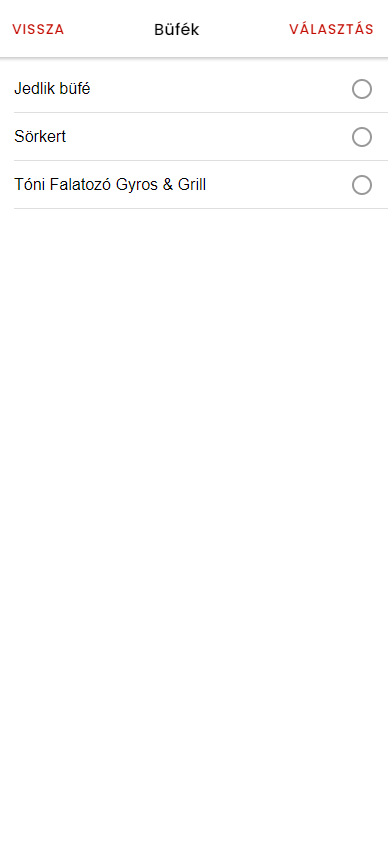 VISSZA Büfék VÁLASZTÁS
Jedlik büfé
Sörkert
Tóni Falatozó Gyros & Grill